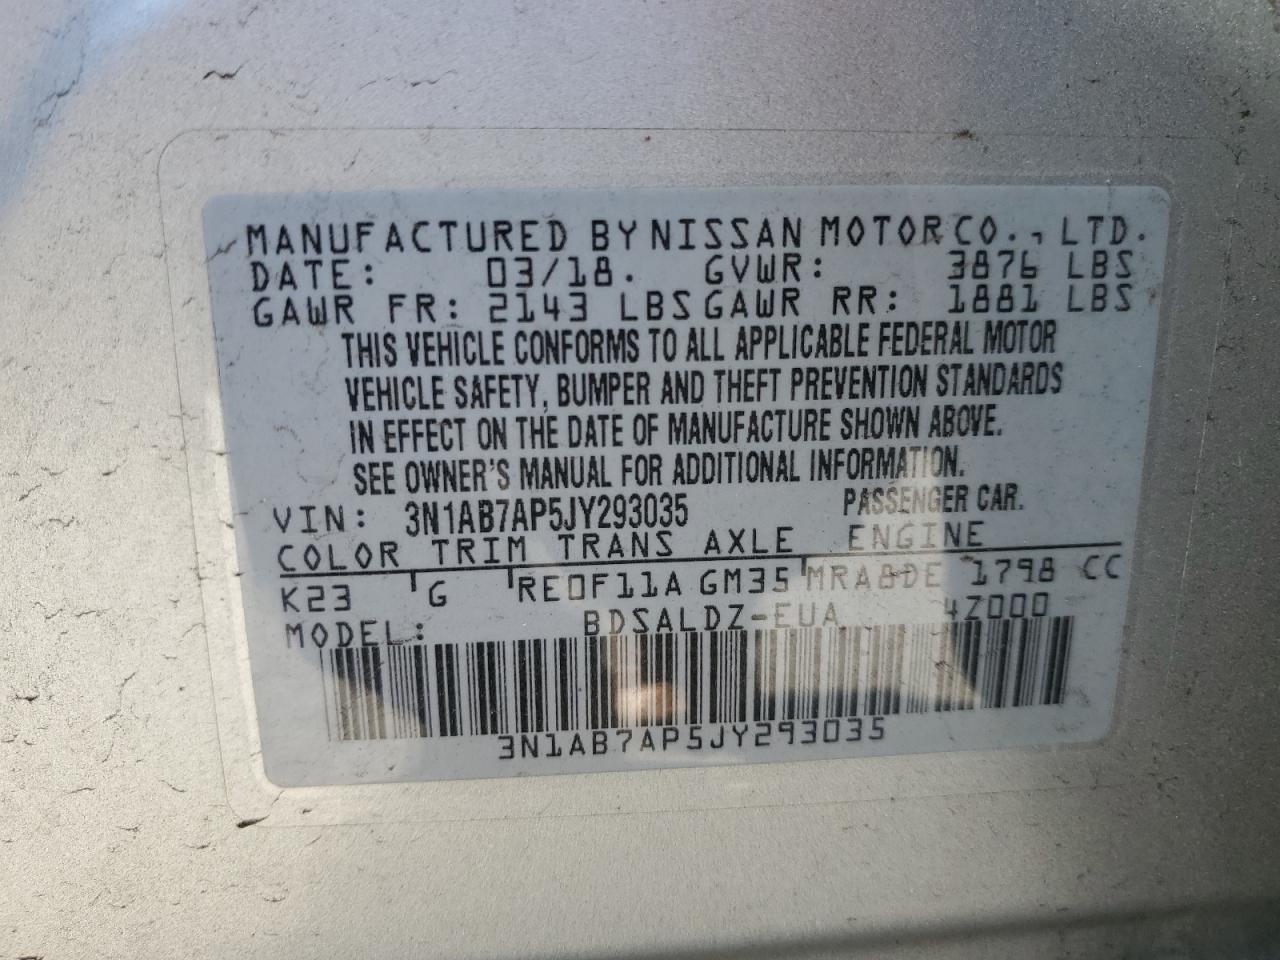 MANUFACTURED BY NISSAN MOTOR CO., LTD.
DATE: 03/18. GVWR: 3876 LBS
GAWR FR: 2143 LBS GAWR RR: 1881 LBS
THIS VEHICLE CONFORMS TO ALL APPLICABLE FEDERAL MOTOR
VEHICLE SAFETY, BUMPER AND THEFT PREVENTION STANDARDS
IN EFFECT ON THE DATE OF MANUFACTURE SHOWN ABOVE.
SEE OWNER'S MANUAL FOR ADDITIONAL INFORMATION.
VIN: 3N1AB7AP5JY293035 PASSENGER CAR.
COLOR TRIM TRANS AXLE ENGINE
K23 G RE0F11A GM35 MRA8DE 1798 CC
MODEL: BDSALDZ-EUA 4Z000
3N1AB7AP5JY293035